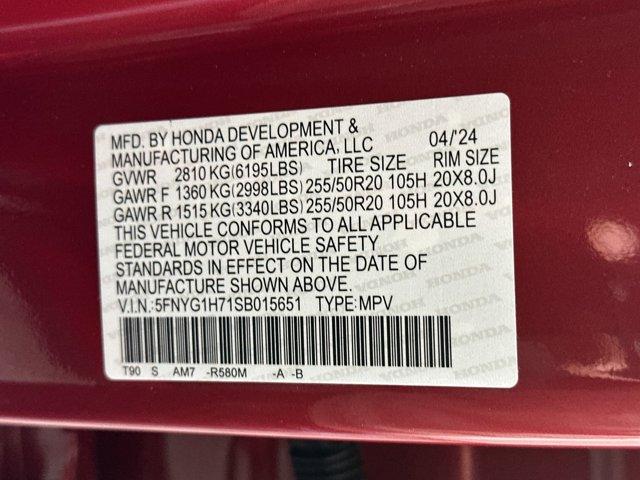 MFD. BY HONDA DEVELOPMENT &
MANUFACTURING OF AMERICA, LLC 04/'24
GVWR 2810 KG(6195LBS) TIRE SIZE RIM SIZE
GAWR F 1360 KG(2998LBS) 255/50R20 105H 20X8.0J
GAWR R 1515 KG(3340LBS) 255/50R20 105H 20X8.0J
THIS VEHICLE CONFORMS TO ALL APPLICABLE
FEDERAL MOTOR VEHICLE SAFETY
STANDARDS IN EFFECT ON THE DATE OF
MANUFACTURE SHOWN ABOVE.
V.I.N.:5FNYG1H71SB015651 TYPE:MPV
T90 S AM7 -R580M -A -B